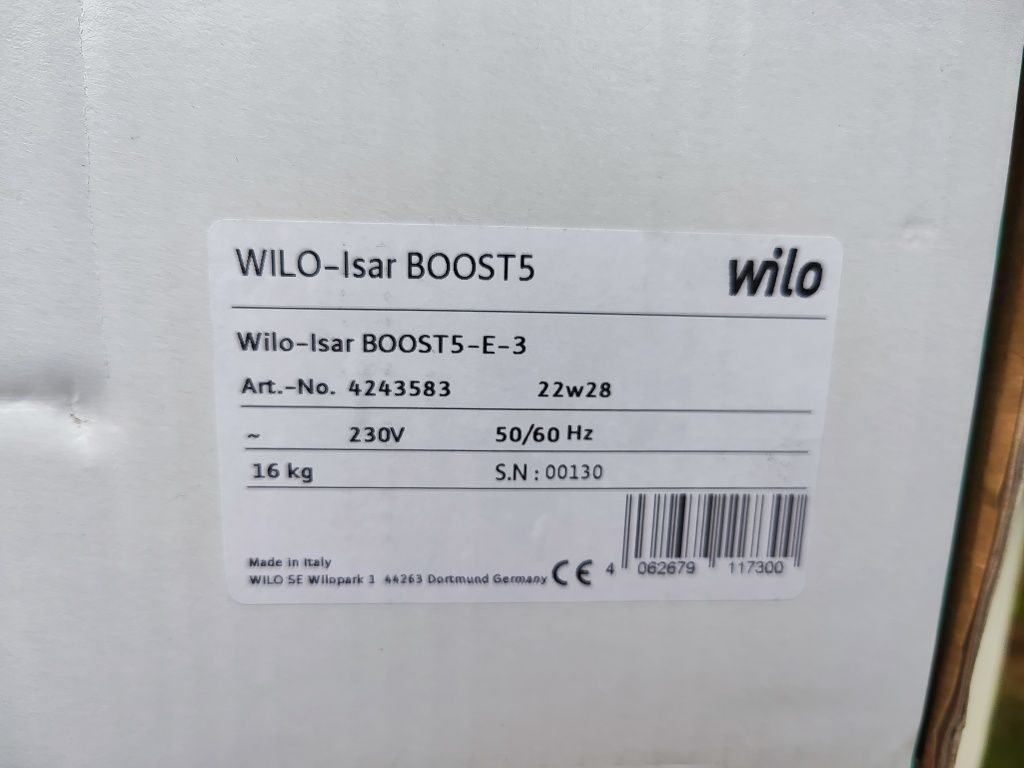 WILO-Isar BOOST5
wilo
Wilo-Isar BOOST5-E-3
Art.-No. 4243583 22w28
~ 230V 50/60 Hz
16 kg S.N : 00130
Made in Italy
WILO SE Wilopark 1 44263 Dortmund Germany CE
4 062679 117300